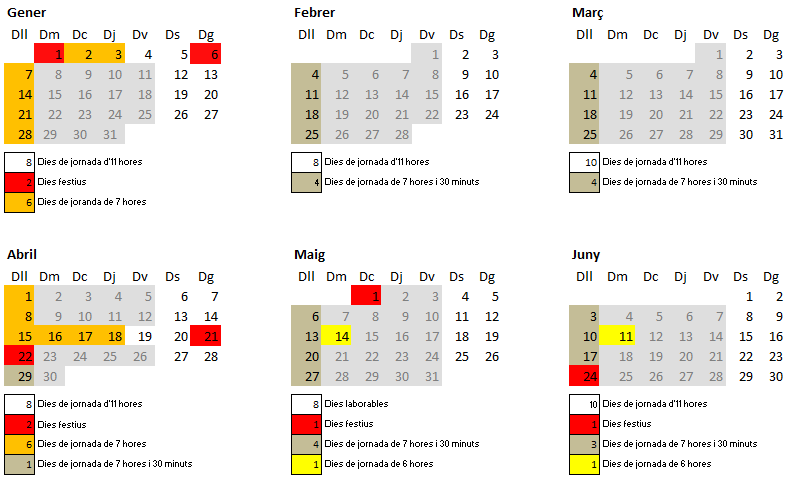 Gener
Dll Dm Dc Dj Dv Ds Dg
1 2 3 4 5 6
7 8 9 10 11 12 13
14 15 16 17 18 19 20
21 22 23 24 25 26 27
28 29 30 31
8 Dies de jornada d'11 hores
2 Dies festius
6 Dies de joranda de 7 hores
Febrer
Dll Dm Dc Dj Dv Ds Dg
1 2 3
4 5 6 7 8 9 10
11 12 13 14 15 16 17
18 19 20 21 22 23 24
25 26 27 28
8 Dies de jornada d'11 hores
4 Dies de jornada de 7 hores i 30 minuts
Març
Dll Dm Dc Dj Dv Ds Dg
1 2 3
4 5 6 7 8 9 10
11 12 13 14 15 16 17
18 19 20 21 22 23 24
25 26 27 28 29 30 31
10 Dies de jornada d'11 hores
4 Dies de jornada de 7 hores i 30 minuts
Abril
Dll Dm Dc Dj Dv Ds Dg
1 2 3 4 5 6 7
8 9 10 11 12 13 14
15 16 17 18 19 20 21
22 23 24 25 26 27 28
29 30
8 Dies de jornada d'11 hores
2 Dies festius
6 Dies de jornada de 7 hores
1 Dies de jornada de 7 hores i 30 minuts
Maig
Dll Dm Dc Dj Dv Ds Dg
1 2 3 4 5
6 7 8 9 10 11 12
13 14 15 16 17 18 19
20 21 22 23 24 25 26
27 28 29 30 31
8 Dies laborables
1 Dies festius
4 Dies de jornada de 7 hores i 30 minuts
1 Dies de jornada de 6 hores
Juny
Dll Dm Dc Dj Dv Ds Dg
1 2
3 4 5 6 7 8 9
10 11 12 13 14 15 16
17 18 19 20 21 22 23
24 25 26 27 28 29 30
10 Dies de jornada d'11 hores
1 Dies festius
3 Dies de jornada de 7 hores i 30 minuts
1 Dies de jornada de 6 hores